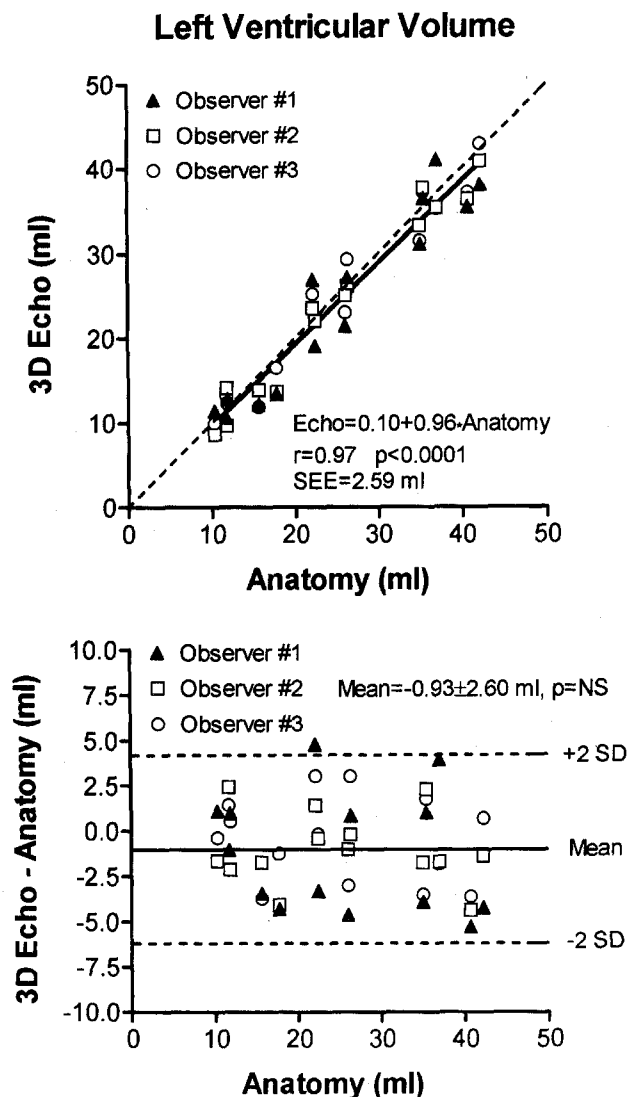 Left Ventricular Volume
50
40
30
20
10
0
3D Echo (ml)
▲ Observer #1
□ Observer #2
○ Observer #3
Echo=0.10+0.96*Anatomy
r=0.97 p<0.0001
SEE=2.59 ml
0 10 20 30 40 50
Anatomy (ml)
10.0
7.5
5.0
2.5
0.0
-2.5
-5.0
-7.5
-10.0
3D Echo - Anatomy (ml)
▲ Observer #1
□ Observer #2
○ Observer #3
Mean=-0.93±2.60 ml, p=NS
+2 SD
Mean
-2 SD
0 10 20 30 40 50
Anatomy (ml)